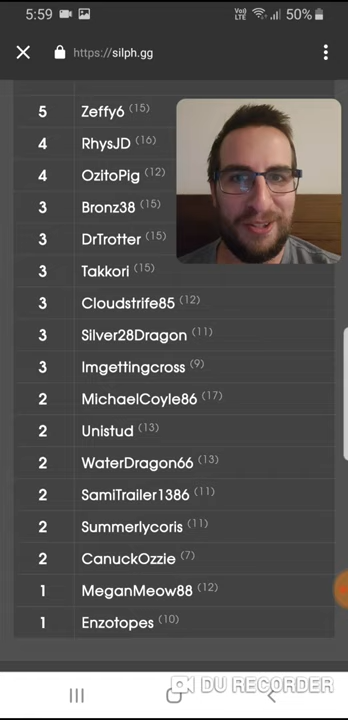 5:59 Vo) LTE 50%
https://silph.gg
5 Zeffy6 (15)
4 RhysJD (16)
4 OzitoPig (12)
3 Bronz38 (15)
3 DrTrotter (15)
3 Takkori (15)
3 Cloudstrife85 (12)
3 Silver28Dragon (11)
3 Imgettingcross (9)
2 MichaelCoyle86 (17)
2 Unistud (13)
2 WaterDragon66 (13)
2 SamiTrailer1386 (11)
2 Summerlycoris (11)
2 CanuckOzzie (7)
1 MeganMeow88 (12)
1 Enzotopes (10)
DU RECORDER